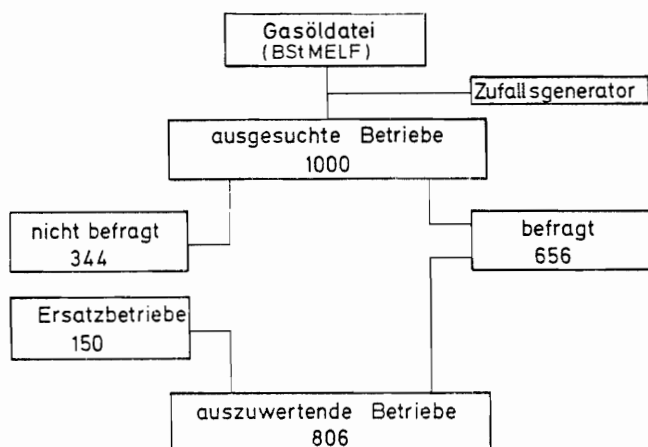 Gasöldatei
(BStMELF)
Zufallsgenerator
ausgesuchte Betriebe
1000
nicht befragt
344
befragt
656
Ersatzbetriebe
150
auszuwertende Betriebe
806